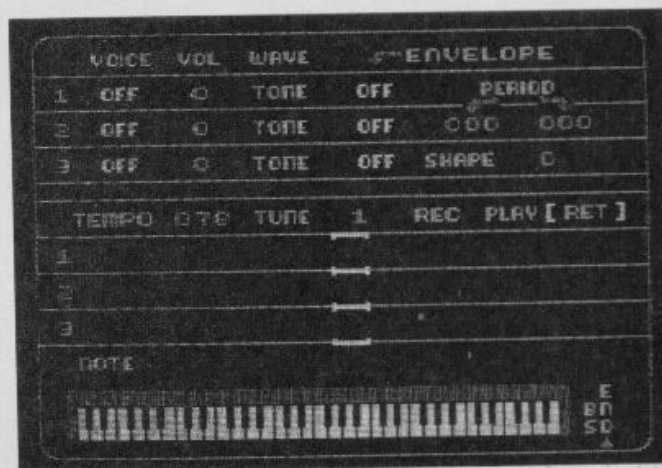 VOICE VOL WAVE ENVELOPE
1 OFF 0 TONE OFF PERIOD
2 OFF 0 TONE OFF 000 000
3 OFF 0 TONE OFF SHAPE 0
TEMPO 070 TUNE 1 REC PLAY [ RET ]
1
2
3
NOTE
E
B N
S D